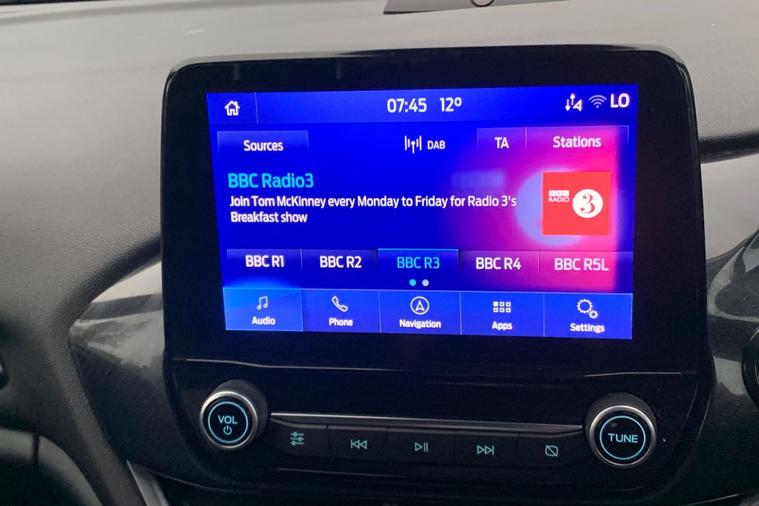 07:45 12° LO
Sources DAB TA Stations
BBC Radio3
Join Tom McKinney every Monday to Friday for Radio 3's
Breakfast show
BBC
RADIO 3
BBC R1 BBC R2 BBC R3 BBC R4 BBC R5L
Audio Phone Navigation Apps Settings
VOL TUNE